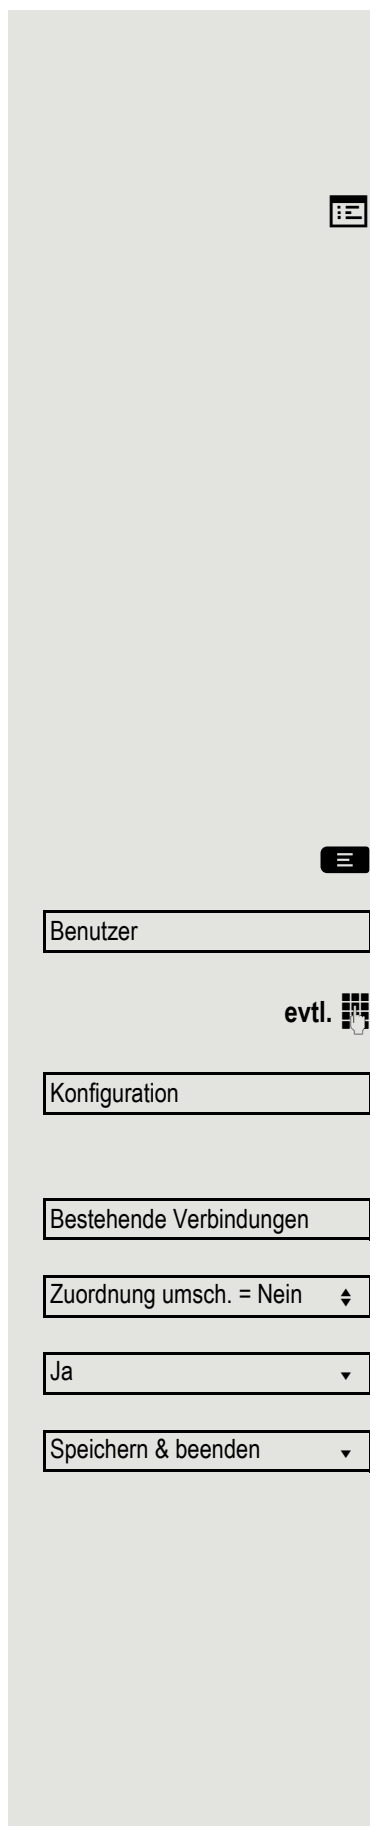 Benutzer
evtl.
Konfiguration
Bestehende Verbindungen
Zuordnung umsch. = Nein
Ja
Speichern & beenden